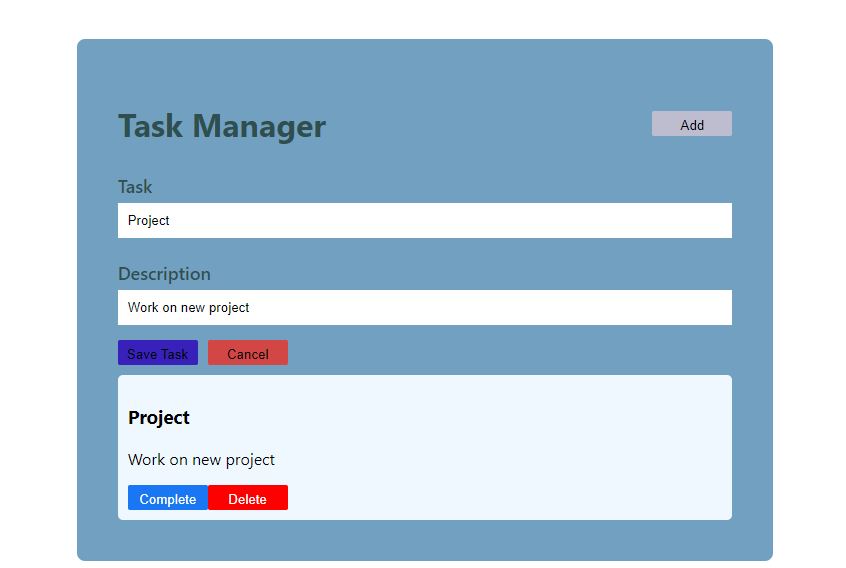 Task Manager
Add
Task
Project
Description
Work on new project
Save Task Cancel
Project
Work on new project
Complete Delete